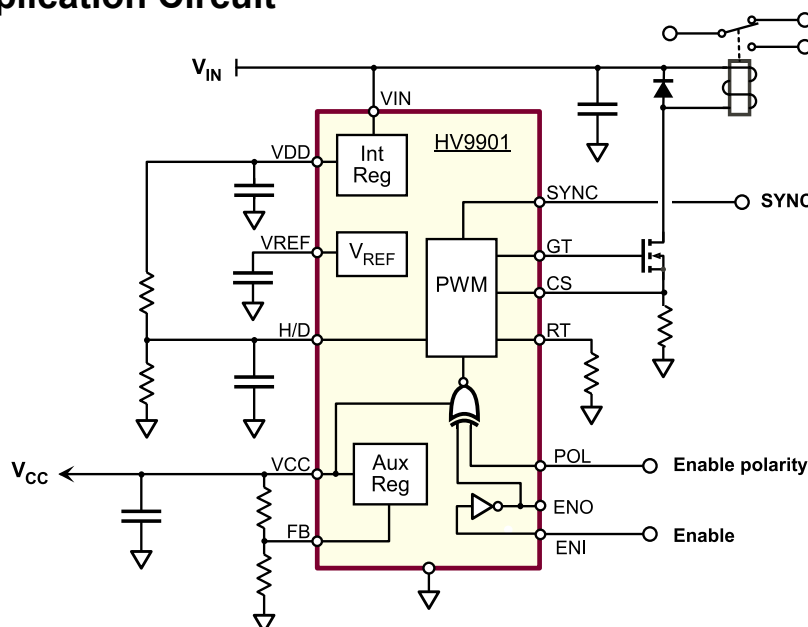 Application Circuit
VIN
VIN
HV9901
VDD
Int
Reg
SYNC
SYNC
VREF
VREF
GT
PWM
CS
H/D
RT
VCC
VCC
Aux
Reg
POL
Enable polarity
ENO
FB
ENI
Enable